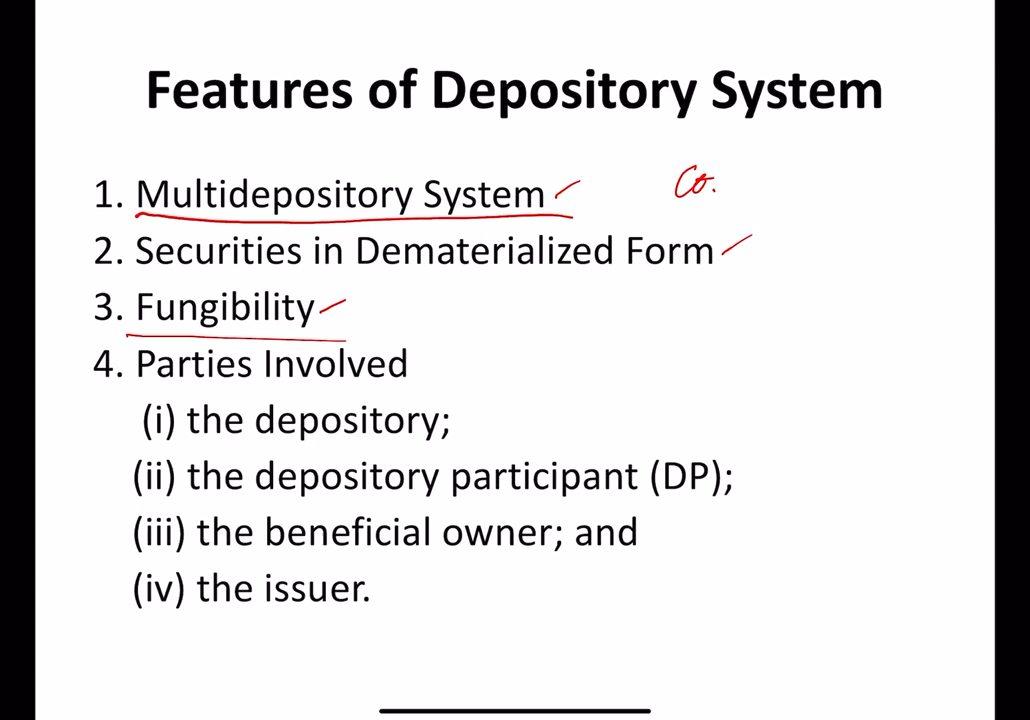 Features of Depository System
1. Multidepository System
Co.
2. Securities in Dematerialized Form
3. Fungibility
4. Parties Involved
(i) the depository;
(ii) the depository participant (DP);
(iii) the beneficial owner; and
(iv) the issuer.